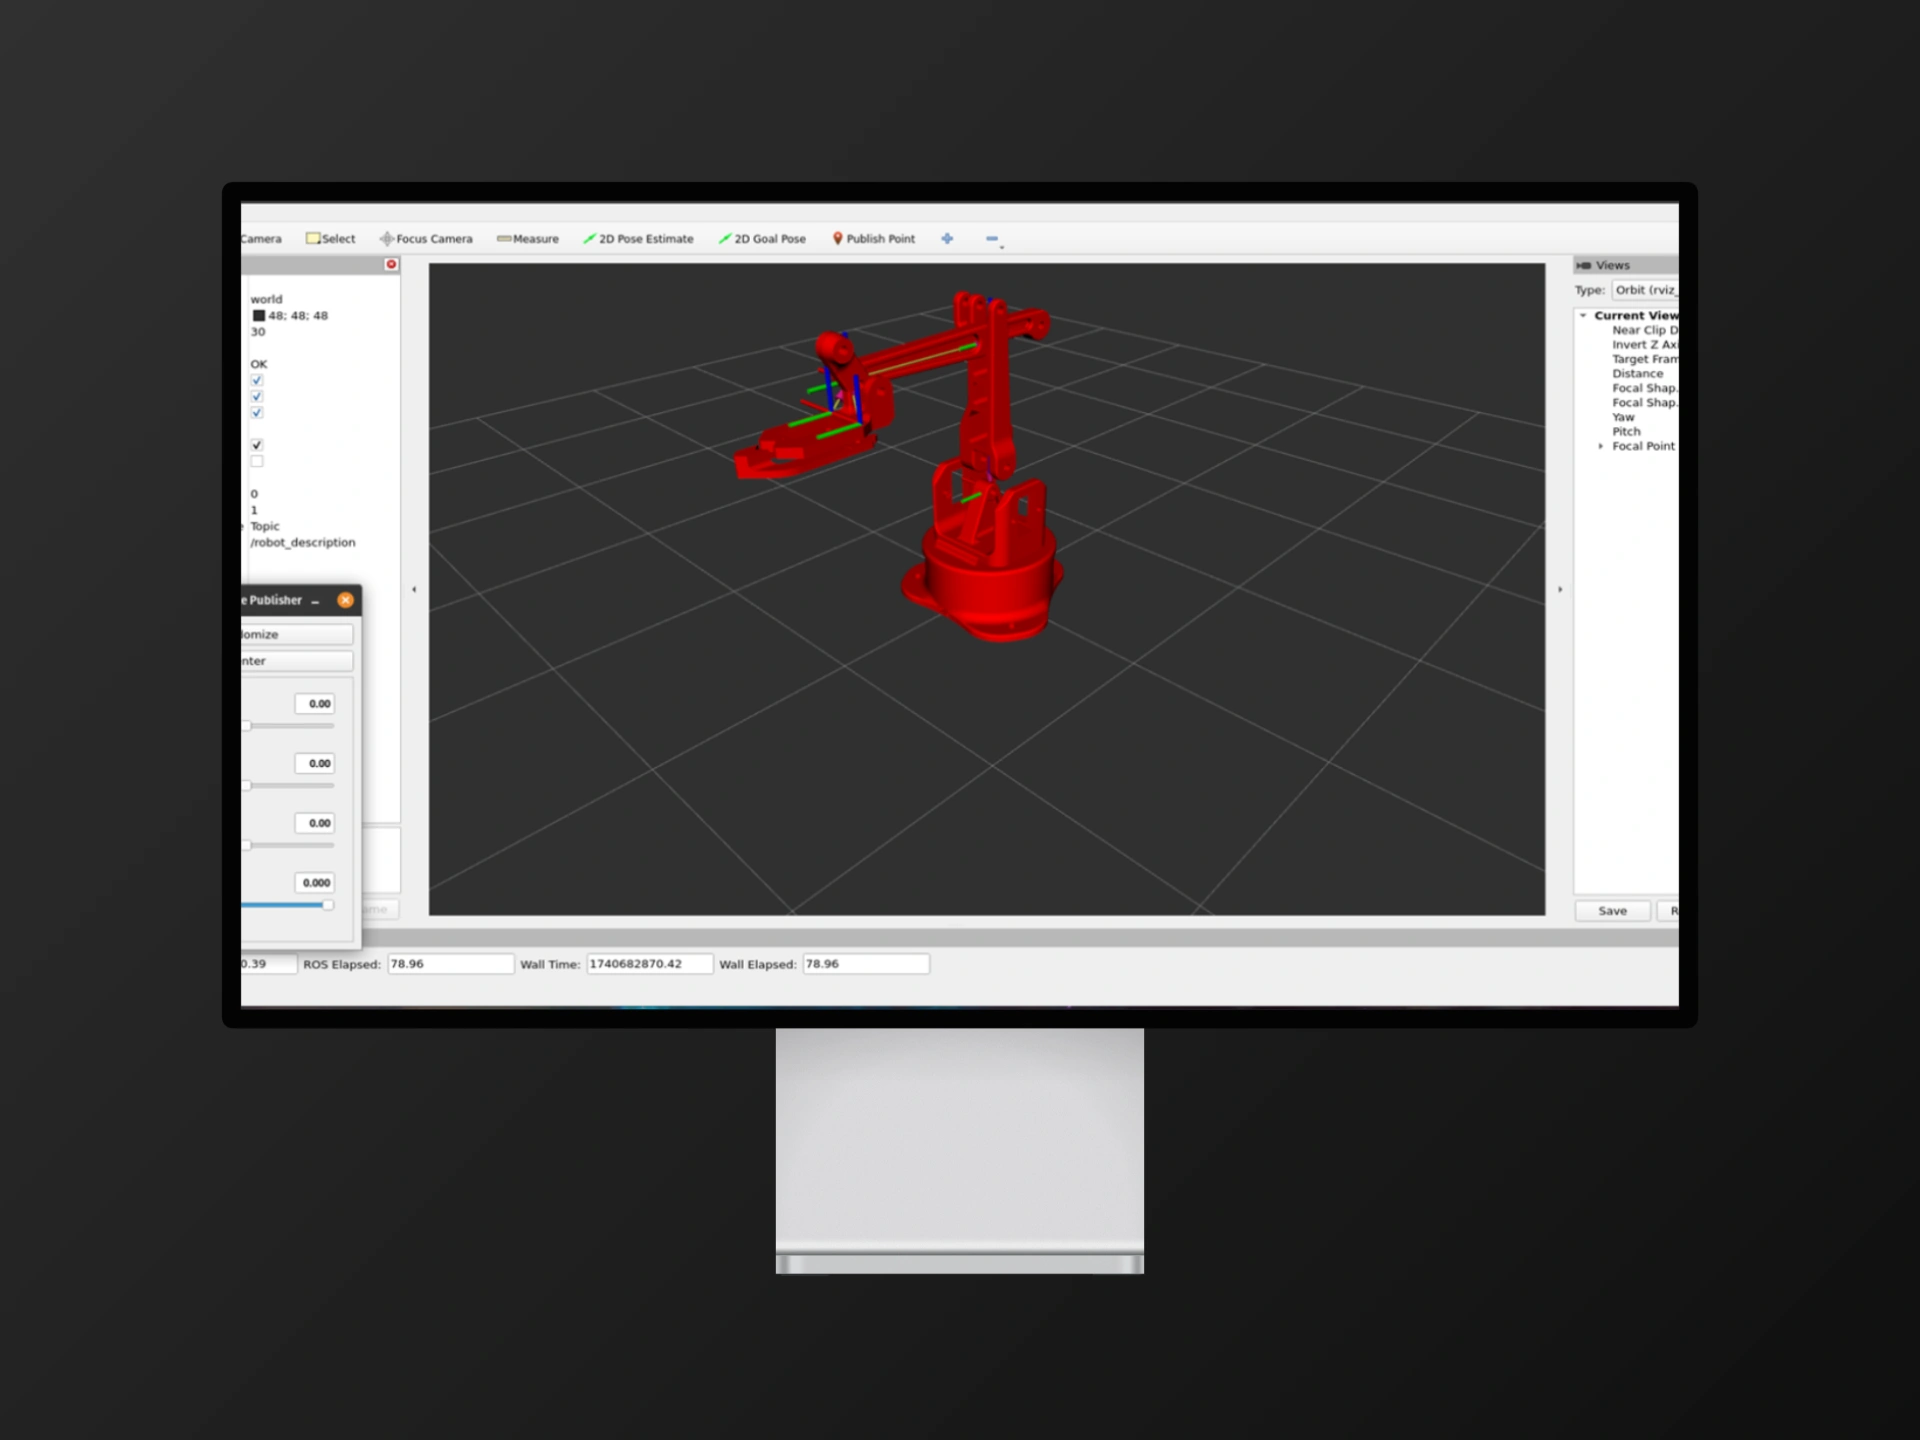 Camera Select Focus Camera Measure 2D Pose Estimate 2D Goal Pose Publish Point
world
48; 48; 48
30
OK
0
1
Topic
/robot_description
e Publisher
lomize
nter
0.00
0.00
0.00
0.000
Views
Type: Orbit (rviz_
Current View
Near Clip D
Invert Z Axi
Target Fram
Distance
Focal Shap.
Focal Shap.
Yaw
Pitch
Focal Point
Save R
0.39 ROS Elapsed: 78.96 Wall Time: 1740682870.42 Wall Elapsed: 78.96